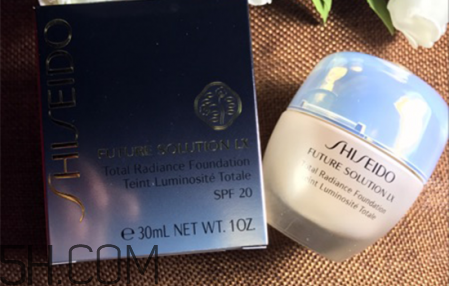 SHISEIDO
FUTURE SOLUTION LX
Total Radiance Foundation
Teint Luminosité Totale
SPF 20
e 30mL NET WT. 1OZ.
SHISEIDO
FUTURE SOLUTION LX
Total Radiance Foundation
Teint Luminosité Totale
5H.COM